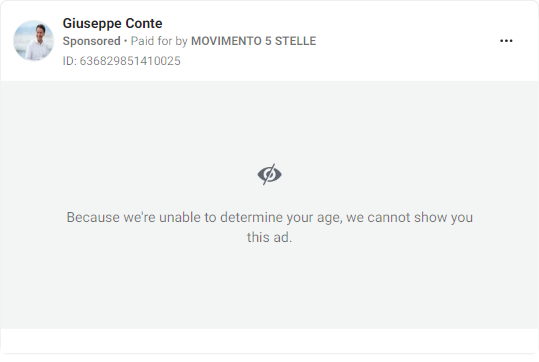 Giuseppe Conte
Sponsored • Paid for by MOVIMENTO 5 STELLE
ID: 636829851410025
Because we're unable to determine your age, we cannot show you
this ad.